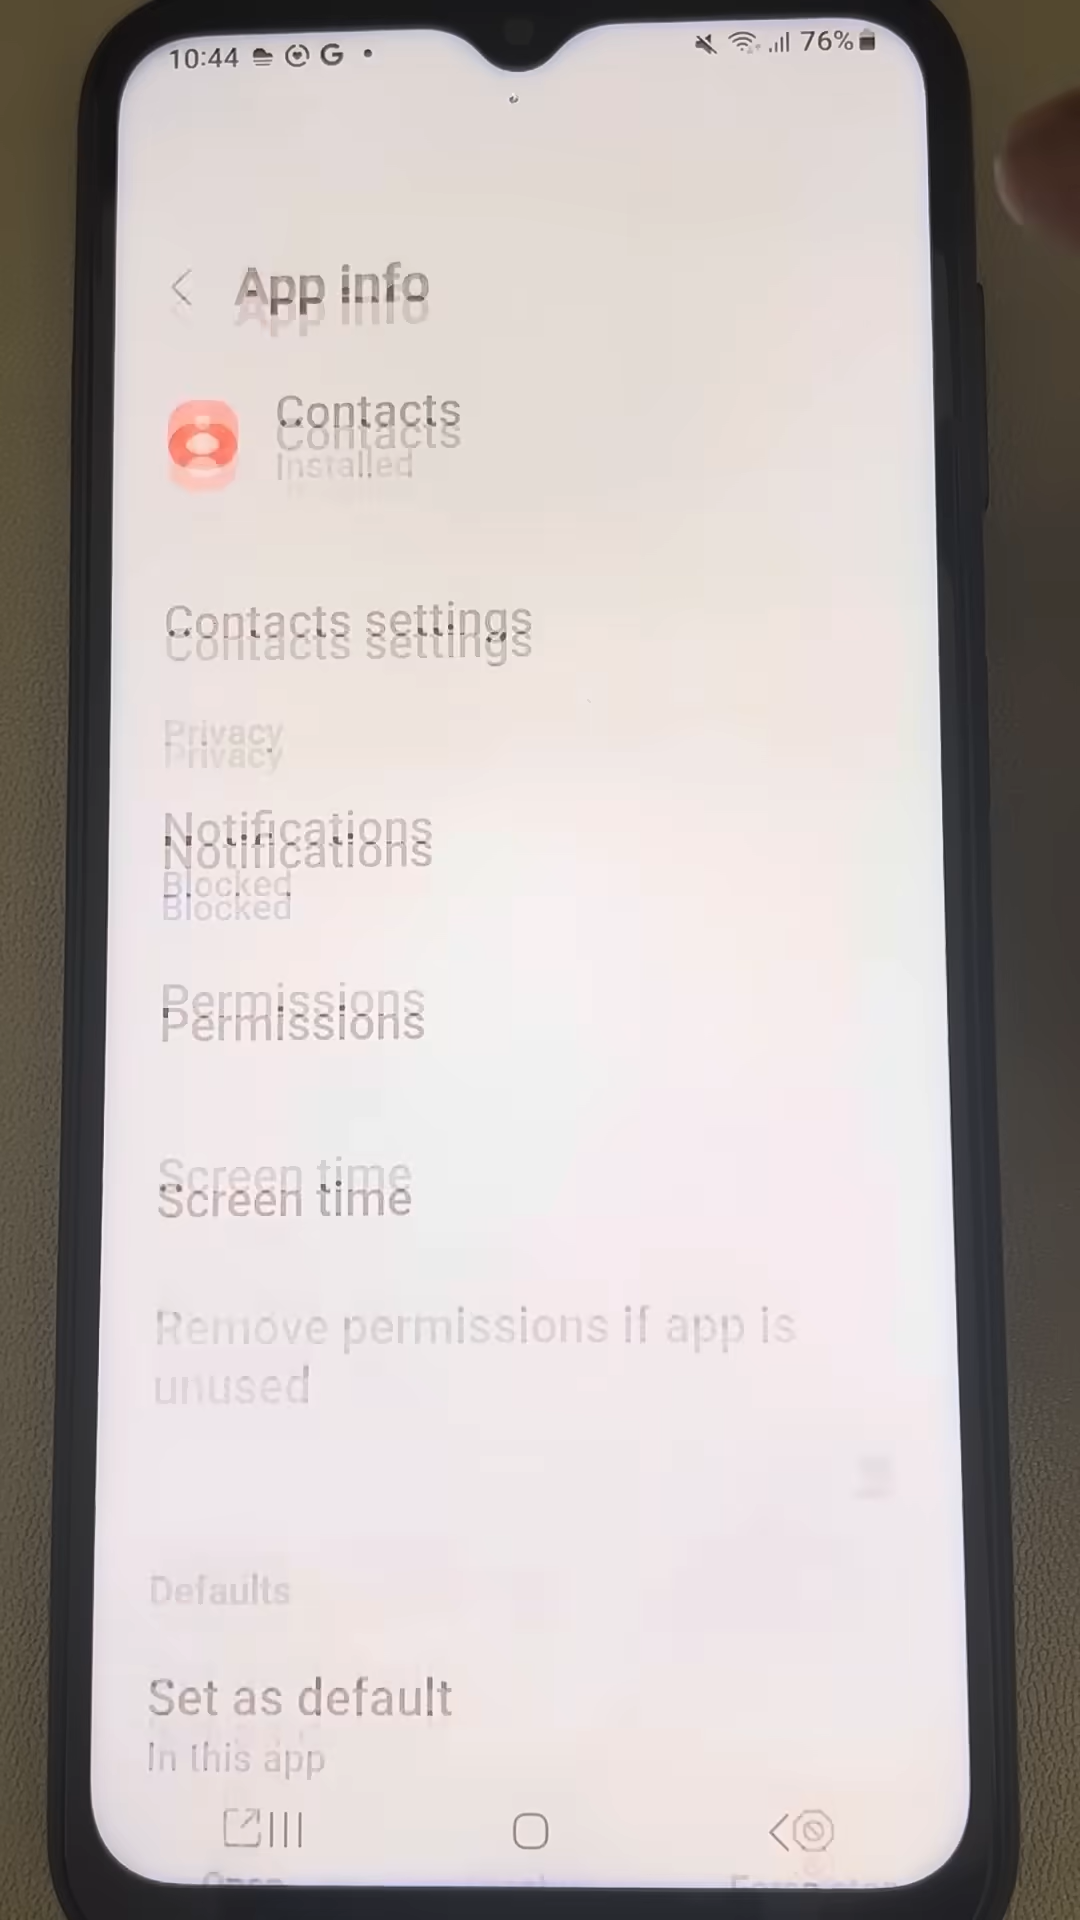 10:44 G 76%
App info
Contacts
Installed
Contacts settings
Privacy
Notifications
Blocked
Permissions
Screen time
Remove permissions if app is
unused
Defaults
Set as default
In this app